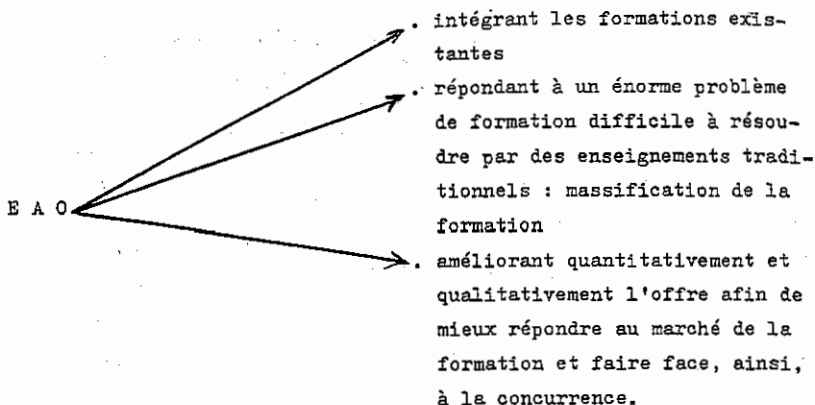 . intégrant les formations exis-
tantes
. répondant à un énorme problème
de formation difficile à résou-
dre par des enseignements tradi-
tionnels : massification de la
formation
E A O
. améliorant quantitativement et
qualitativement l'offre afin de
mieux répondre au marché de la
formation et faire face, ainsi,
à la concurrence.